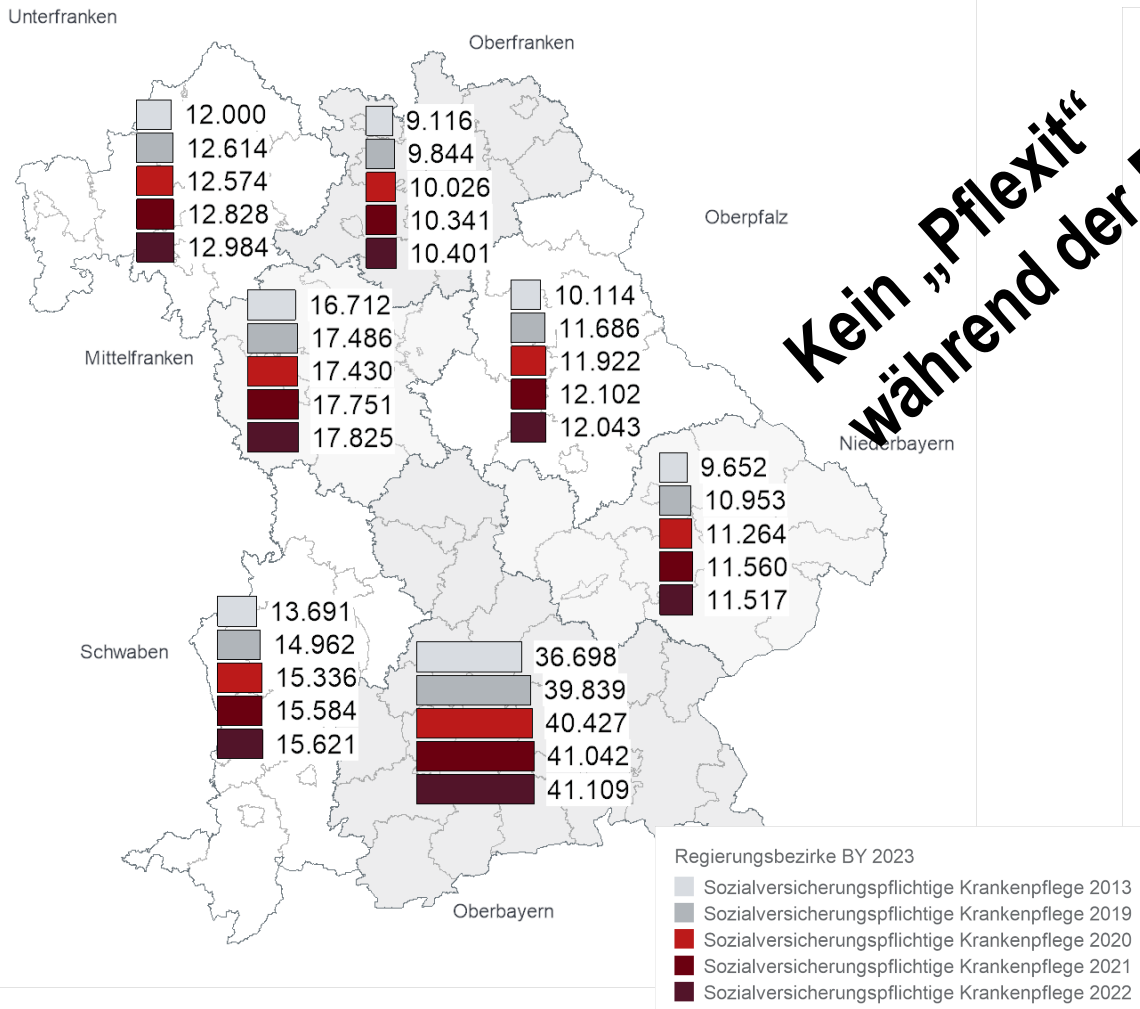 Unterfranken
Oberfranken
12.000
12.614
12.574
12.828
12.984
9.116
9.844
10.026
10.341
10.401
Oberpfalz
Kein „Pflexit“
während der
16.712
17.486
17.430
17.751
17.825
Mittelfranken
10.114
11.686
11.922
12.102
12.043
Niederbayern
9.652
10.953
11.264
11.560
11.517
13.691
14.962
15.336
15.584
15.621
Schwaben
36.698
39.839
40.427
41.042
41.109
Oberbayern
Regierungsbezirke BY 2023
Sozialversicherungspflichtige Krankenpflege 2013
Sozialversicherungspflichtige Krankenpflege 2019
Sozialversicherungspflichtige Krankenpflege 2020
Sozialversicherungspflichtige Krankenpflege 2021
Sozialversicherungspflichtige Krankenpflege 2022